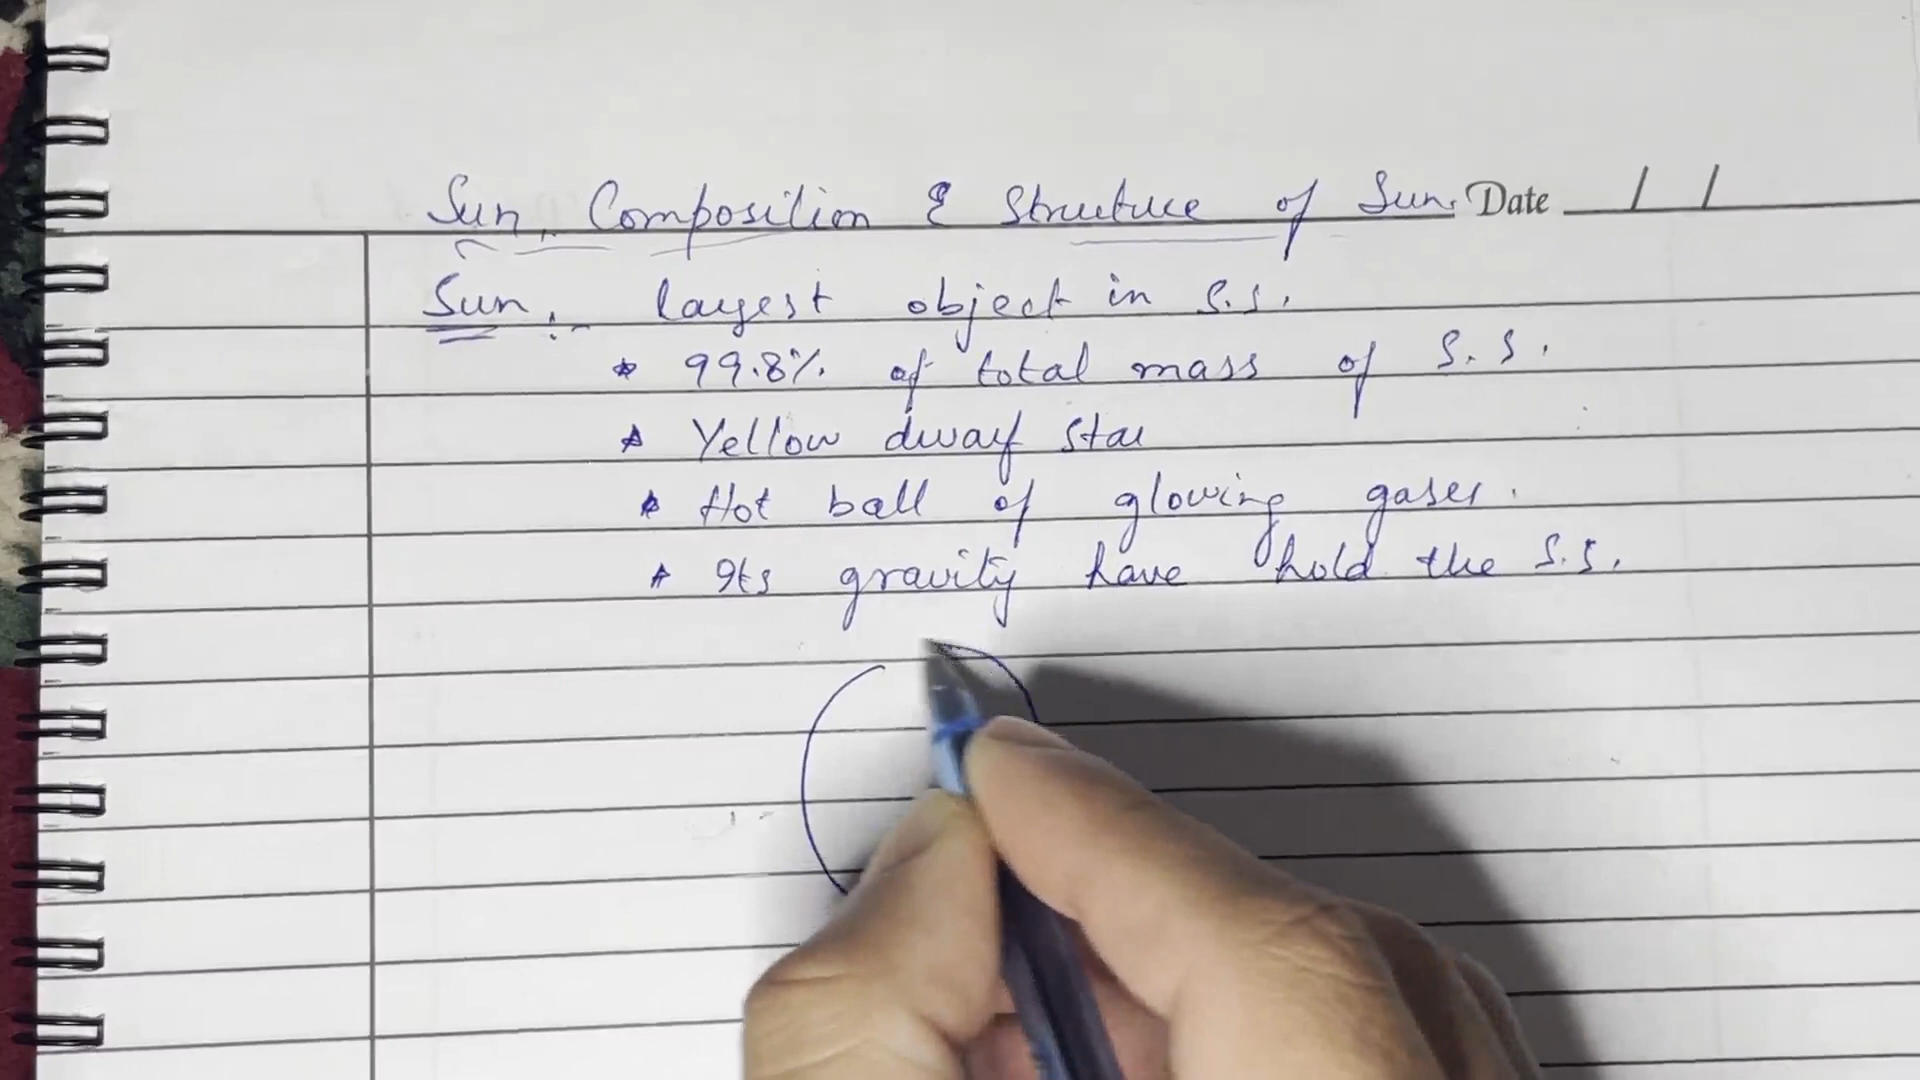 Sun, Composition & Structure of Sun. Date / /
Sun :- largest object in S.S.
* 99.8% of total mass of S.S.
* Yellow dwarf star
* Hot ball of glowing gases.
* Its gravity have hold the S.S.